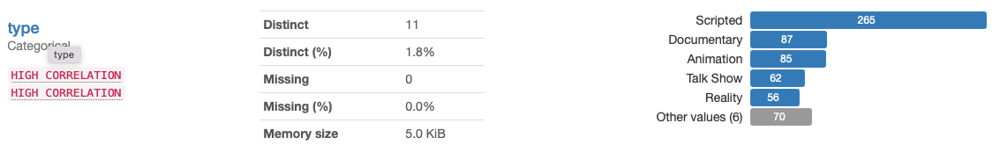 type
Categorical
type
HIGH CORRELATION
HIGH CORRELATION
Distinct 11
Distinct (%) 1.8%
Missing 0
Missing (%) 0.0%
Memory size 5.0 KiB
Scripted 265
Documentary 87
Animation 85
Talk Show 62
Reality 56
Other values (6) 70